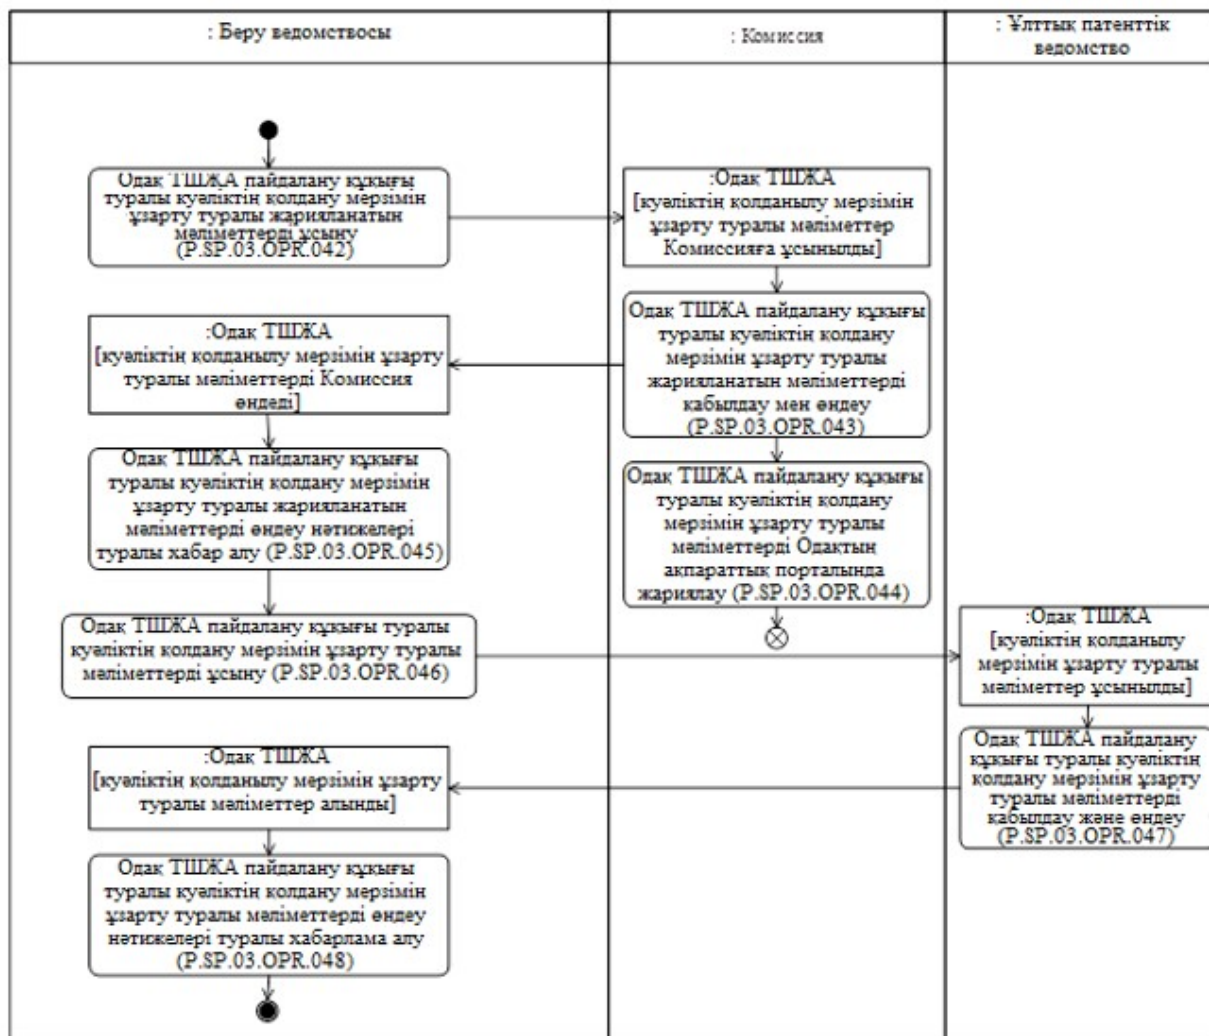 : Беру ведомствосы
: Комиссия
: Ұлттық патенттік
ведомство
Одақ ТШЖА пайдалану құқығы
туралы куәліктің қолдану мерзімін
ұзарту туралы жарияланатын
мәліметтерді ұсыну
(P.SP.03.OPR.042)
:Одақ ТШЖА
[куәліктің қолданылу мерзімін
ұзарту туралы мәліметтер
Комиссияға ұсынылды]
Одақ ТШЖА пайдалану құқығы
туралы куәліктің қолдану
мерзімін ұзарту туралы
жарияланатын мәліметтерді
қабылдау мен өңдеу
(P.SP.03.OPR.043)
:Одақ ТШЖА
[куәліктің қолданылу мерзімін ұзарту
туралы мәліметтерді Комиссия
өңдеді]
Одақ ТШЖА пайдалану құқығы
туралы куәліктің қолдану мерзімін
ұзарту туралы жарияланатын
мәліметтерді өңдеу нәтижелері
туралы хабар алу (P.SP.03.OPR.045)
Одақ ТШЖА пайдалану құқығы
туралы куәліктің қолдану
мерзімін ұзарту туралы
мәліметтерді Одақтың
ақпараттық порталында
жариялау (P.SP.03.OPR.044)
Одақ ТШЖА пайдалану құқығы туралы
куәліктің қолдану мерзімін ұзарту туралы
мәліметтерді ұсыну (P.SP.03.OPR.046)
:Одақ ТШЖА
[куәліктің қолданылу
мерзімін ұзарту туралы
мәліметтер ұсынылды]
Одақ ТШЖА пайдалану
құқығы туралы куәліктің
қолдану мерзімін ұзарту
туралы мәліметтерді
қабылдау және өңдеу
(P.SP.03.OPR.047)
:Одақ ТШЖА
[куәліктің қолданылу мерзімін ұзарту
туралы мәліметтер алынды]
Одақ ТШЖА пайдалану құқығы
туралы куәліктің қолдану мерзімін
ұзарту туралы мәліметтерді өңдеу
нәтижелері туралы хабарлама алу
(P.SP.03.OPR.048)